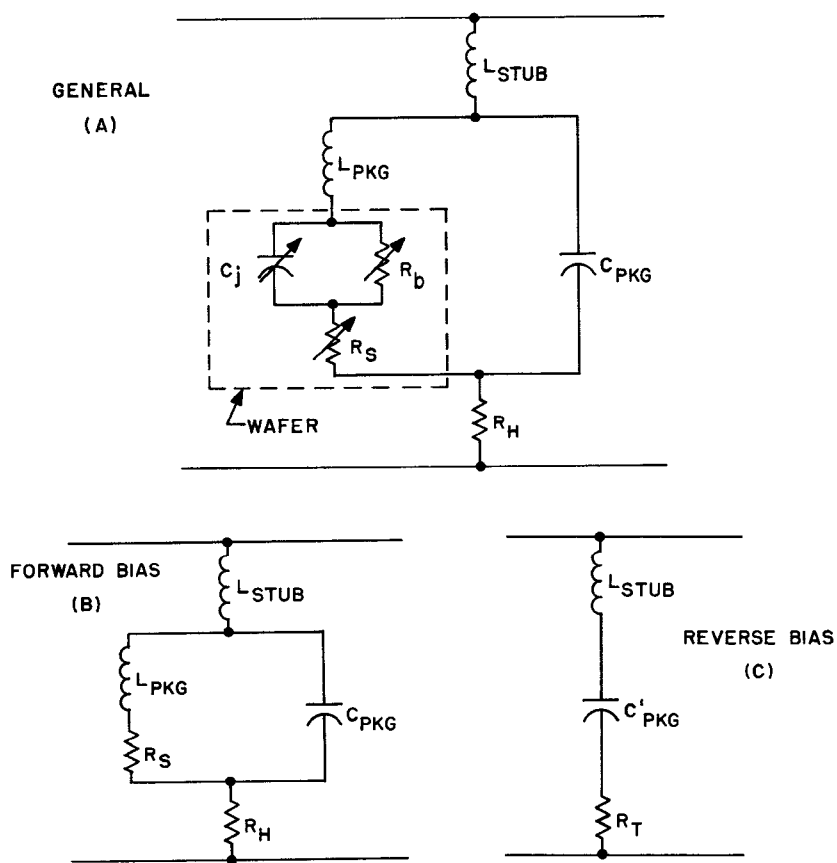 GENERAL
(A)
L_STUB
L_PKG
C_j
R_b
C_PKG
R_S
WAFER
R_H
FORWARD BIAS
(B)
L_STUB
L_PKG
R_S
C_PKG
R_H
L_STUB
REVERSE BIAS
(C)
C'_PKG
R_T